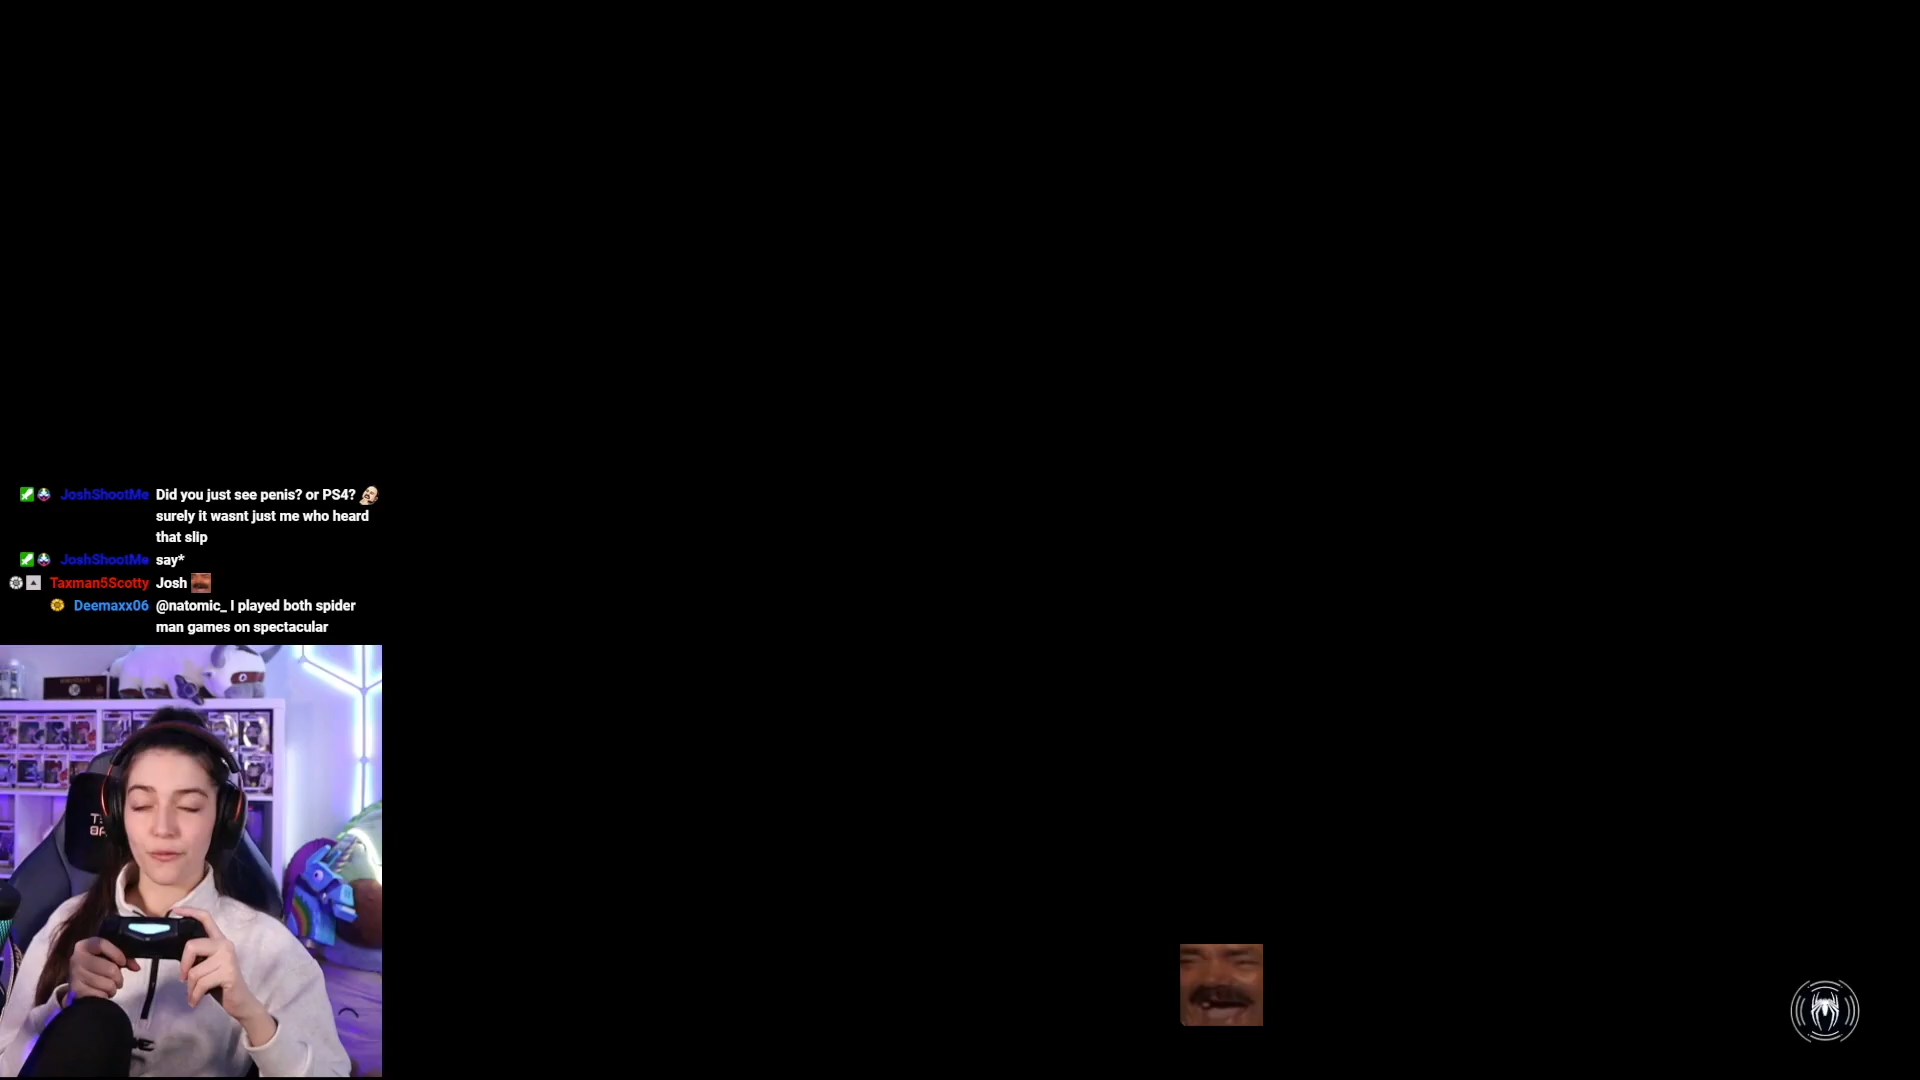 JoshShootMe Did you just see penis? or PS4?
surely it wasnt just me who heard
that slip
JoshShootMe say*
Taxman5Scotty Josh
Deemaxx06 @natomic_ I played both spider
man games on spectacular